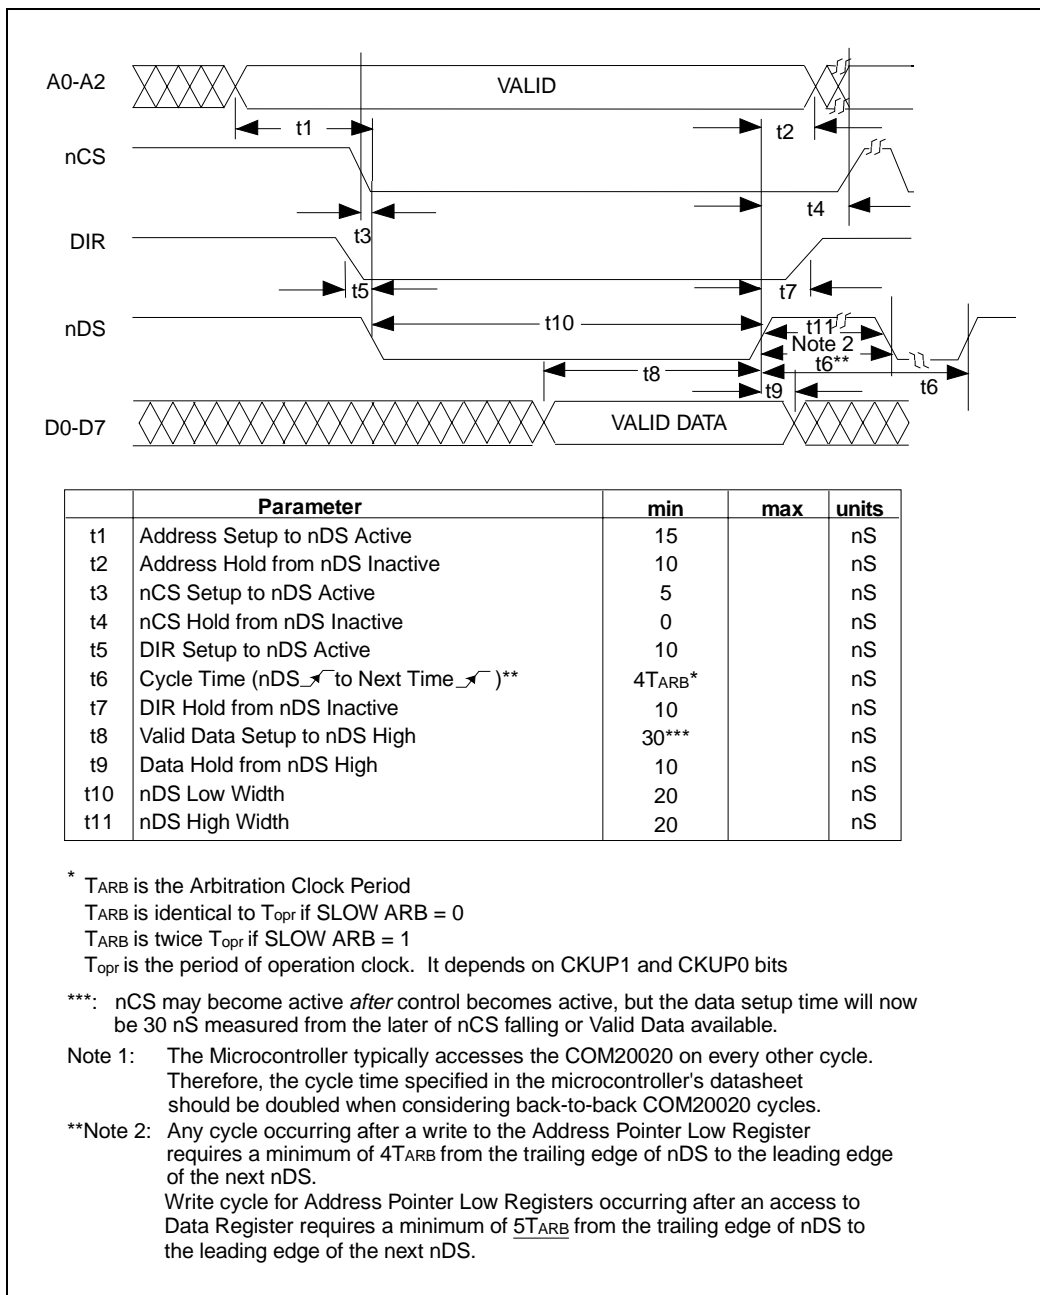 A0-A2
VALID
t1
t2
nCS
t3
t4
DIR
t5
t7
nDS
t10
t11
Note 2
t6**
t8
t9
t6
D0-D7
VALID DATA
Parameter min max units
t1 Address Setup to nDS Active 15 nS
t2 Address Hold from nDS Inactive 10 nS
t3 nCS Setup to nDS Active 5 nS
t4 nCS Hold from nDS Inactive 0 nS
t5 DIR Setup to nDS Active 10 nS
t6 Cycle Time (nDS to Next Time )** 4TARB* nS
t7 DIR Hold from nDS Inactive 10 nS
t8 Valid Data Setup to nDS High 30*** nS
t9 Data Hold from nDS High 10 nS
t10 nDS Low Width 20 nS
t11 nDS High Width 20 nS
* TARB is the Arbitration Clock Period
TARB is identical to Topr if SLOW ARB = 0
TARB is twice Topr if SLOW ARB = 1
Topr is the period of operation clock. It depends on CKUP1 and CKUP0 bits
***: nCS may become active after control becomes active, but the data setup time will now
be 30 nS measured from the later of nCS falling or Valid Data available.
Note 1: The Microcontroller typically accesses the COM20020 on every other cycle.
Therefore, the cycle time specified in the microcontroller's datasheet
should be doubled when considering back-to-back COM20020 cycles.
**Note 2: Any cycle occurring after a write to the Address Pointer Low Register
requires a minimum of 4TARB from the trailing edge of nDS to the leading edge
of the next nDS.
Write cycle for Address Pointer Low Registers occurring after an access to
Data Register requires a minimum of 5TARB from the trailing edge of nDS to
the leading edge of the next nDS.